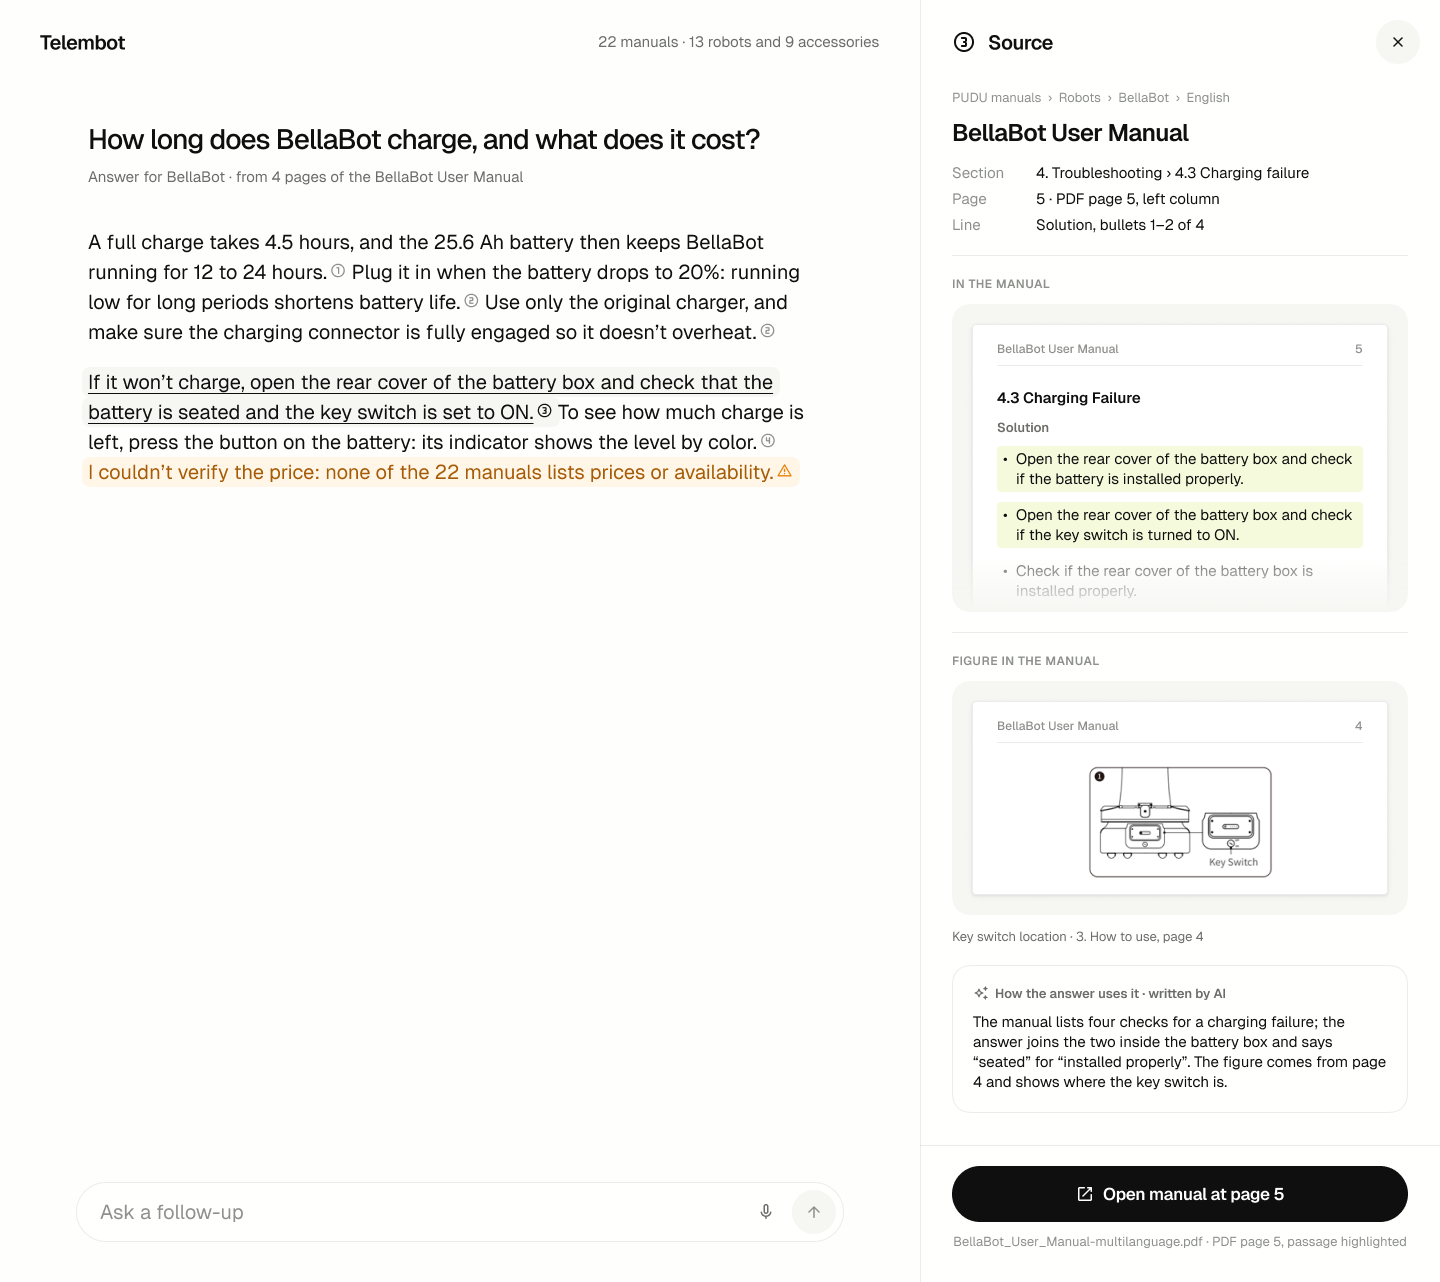 Telembot
22 manuals · 13 robots and 9 accessories
How long does BellaBot charge, and what does it cost?
Answer for BellaBot · from 4 pages of the BellaBot User Manual
A full charge takes 4.5 hours, and the 25.6 Ah battery then keeps BellaBot
running for 12 to 24 hours. ① Plug it in when the battery drops to 20%: running
low for long periods shortens battery life. ② Use only the original charger, and
make sure the charging connector is fully engaged so it doesn’t overheat. ②
If it won’t charge, open the rear cover of the battery box and check that the
battery is seated and the key switch is set to ON. ③ To see how much charge is
left, press the button on the battery: its indicator shows the level by color. ④
I couldn’t verify the price: none of the 22 manuals lists prices or availability.
Ask a follow-up
③ Source
PUDU manuals › Robots › BellaBot › English
BellaBot User Manual
Section 4. Troubleshooting › 4.3 Charging failure
Page 5 · PDF page 5, left column
Line Solution, bullets 1–2 of 4
IN THE MANUAL
BellaBot User Manual 5
4.3 Charging Failure
Solution
• Open the rear cover of the battery box and check
if the battery is installed properly.
• Open the rear cover of the battery box and check
if the key switch is turned to ON.
• Check if the rear cover of the battery box is
installed properly.
FIGURE IN THE MANUAL
BellaBot User Manual 4
1
Key Switch
Key switch location · 3. How to use, page 4
How the answer uses it · written by AI
The manual lists four checks for a charging failure; the
answer joins the two inside the battery box and says
“seated” for “installed properly”. The figure comes from page
4 and shows where the key switch is.
Open manual at page 5
BellaBot_User_Manual-multilanguage.pdf · PDF page 5, passage highlighted